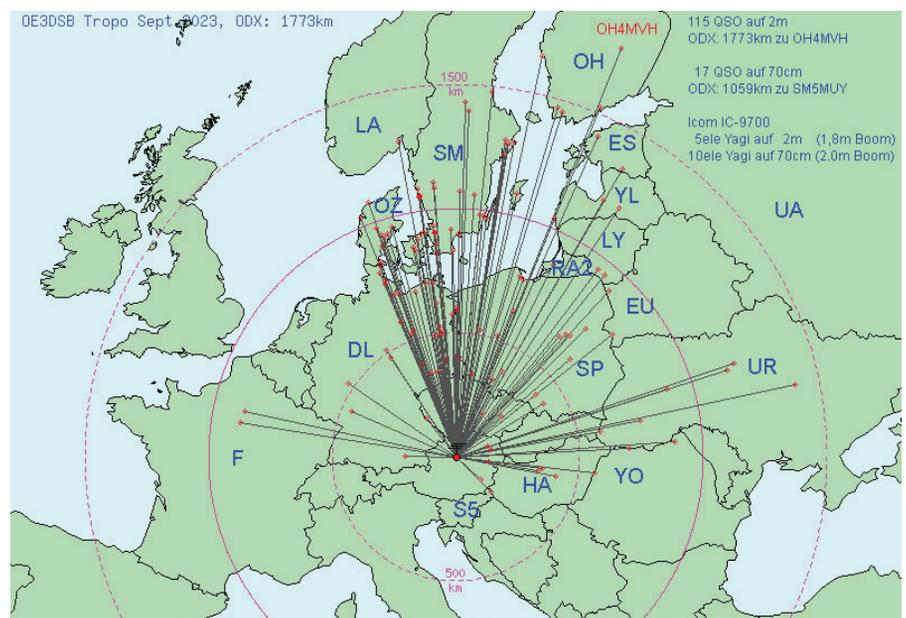 OE3DSB Tropo Sept.2023, ODX: 1773km
115 QSO auf 2m
ODX: 1773km zu OH4MVH
17 QSO auf 70cm
ODX: 1059km zu SM5MUY
Icom IC-9700
5ele Yagi auf 2m (1,8m Boom)
10ele Yagi auf 70cm (2.0m Boom)
OH4MVH
OH
1500
km
LA
SM
ES
OZ
YL
UA
LY
RA2
EU
DL
SP
UR
F
HA
YO
S5
500
km